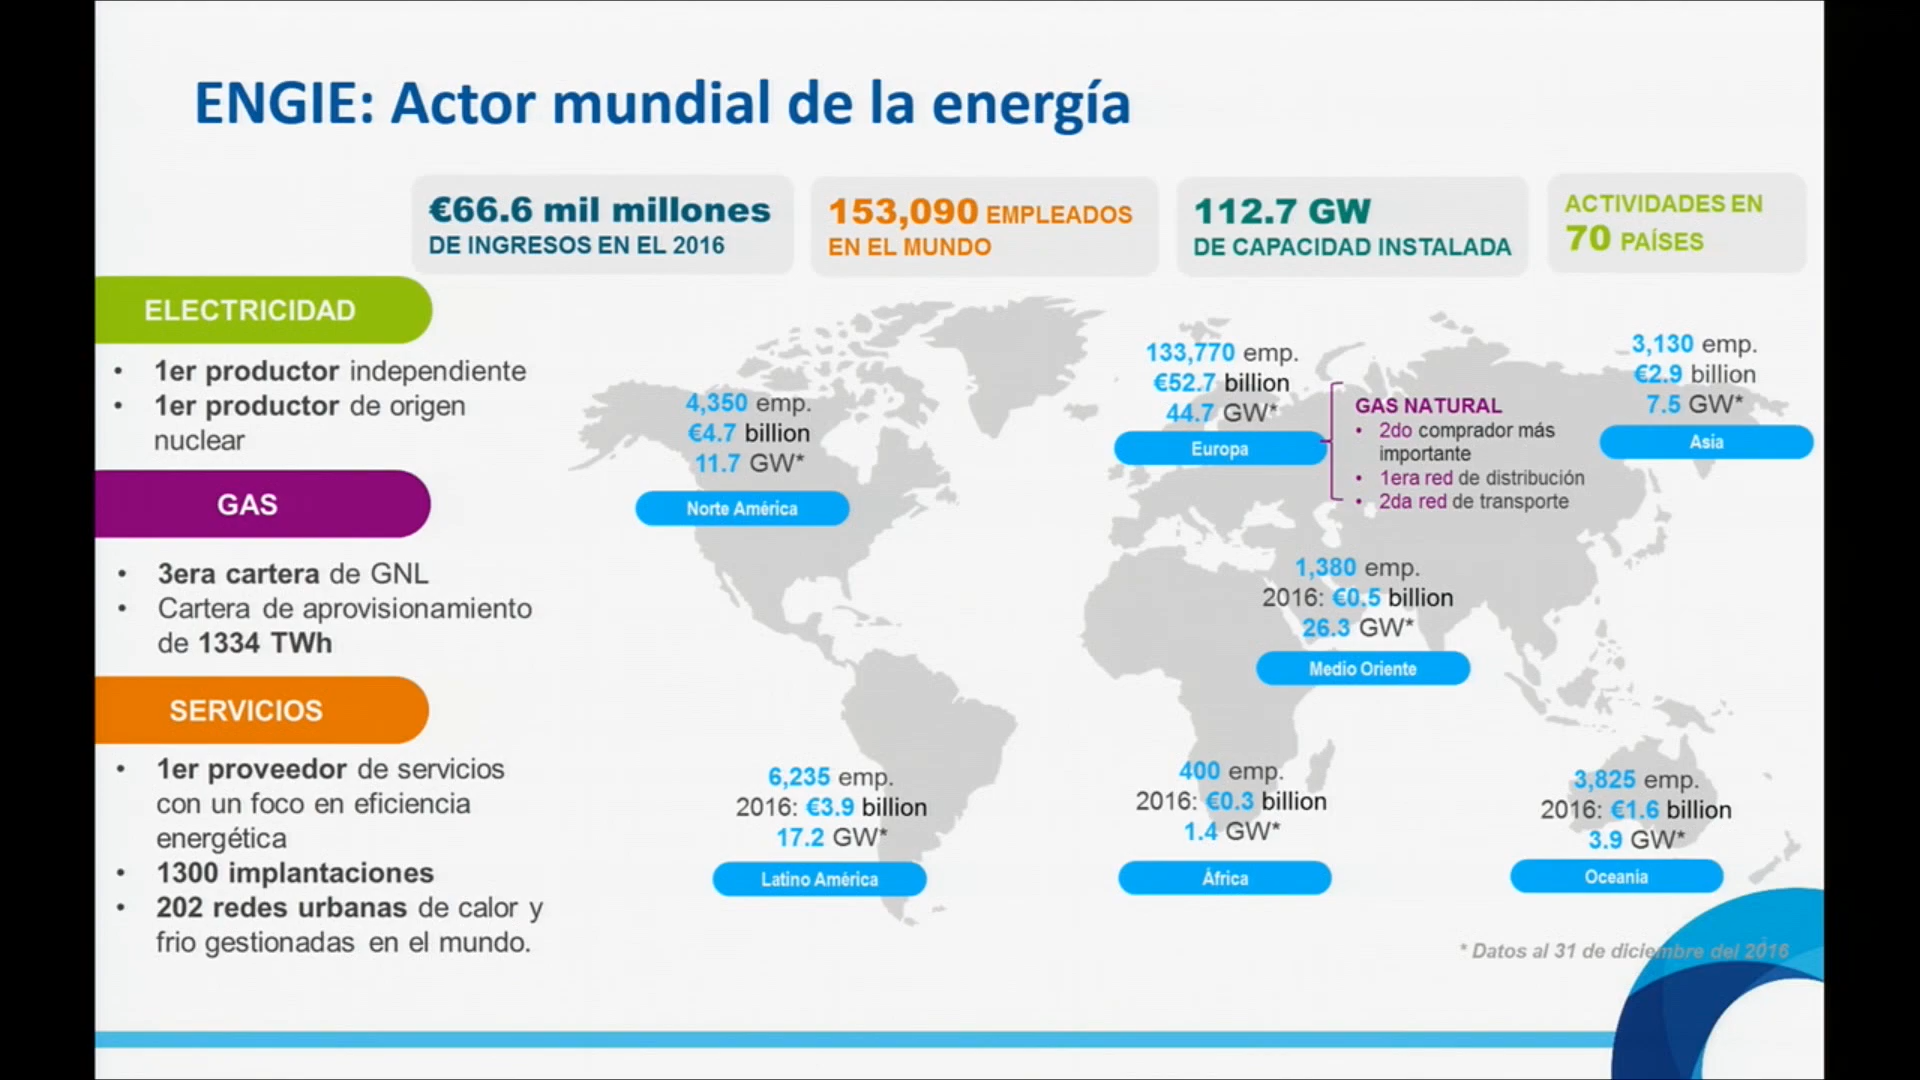 ENGIE: Actor mundial de la energía
€66.6 mil millones
DE INGRESOS EN EL 2016
153,090 EMPLEADOS
EN EL MUNDO
112.7 GW
DE CAPACIDAD INSTALADA
ACTIVIDADES EN
70 PAÍSES
ELECTRICIDAD
• 1er productor independiente
• 1er productor de origen
nuclear
GAS
• 3era cartera de GNL
• Cartera de aprovisionamiento
de 1334 TWh
SERVICIOS
• 1er proveedor de servicios
con un foco en eficiencia
energética
• 1300 implantaciones
• 202 redes urbanas de calor y
frio gestionadas en el mundo.
4,350 emp.
€4.7 billion
11.7 GW*
Norte América
133,770 emp.
€52.7 billion
44.7 GW*
Europa
GAS NATURAL
• 2do comprador más
importante
• 1era red de distribución
• 2da red de transporte
3,130 emp.
€2.9 billion
7.5 GW*
Asia
1,380 emp.
2016: €0.5 billion
26.3 GW*
Medio Oriente
6,235 emp.
2016: €3.9 billion
17.2 GW*
Latino América
400 emp.
2016: €0.3 billion
1.4 GW*
África
3,825 emp.
2016: €1.6 billion
3.9 GW*
Oceania
* Datos al 31 de diciembre del 2016